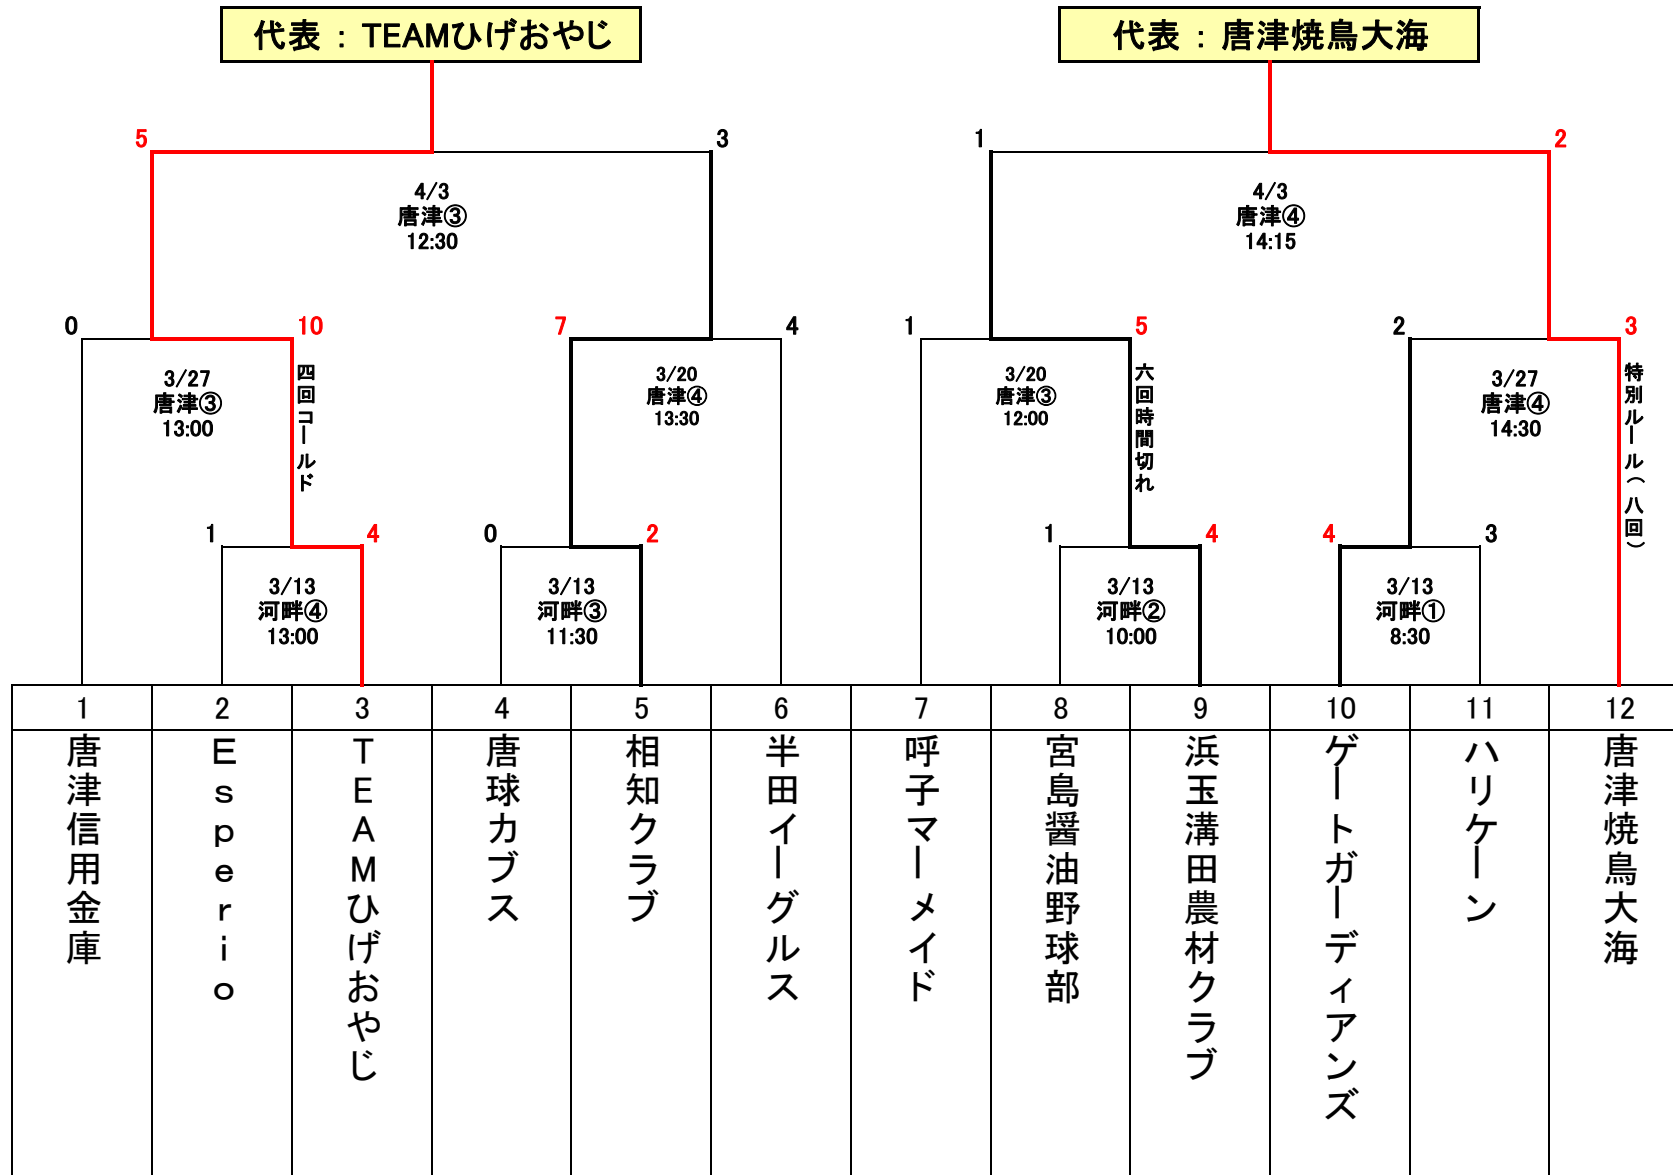 代表：TEAMひげおやじ
代表：唐津焼鳥大海
5
3
1
2
4/3
唐津③
12:30
4/3
唐津④
14:15
0
10
7
4
1
5
2
3
3/27
唐津③
13:00
四回コールド
3/20
唐津④
13:30
3/20
唐津③
12:00
六回時間切れ
3/27
唐津④
14:30
特別ルール（八回）
1
4
0
2
1
4
4
3
3/13
河畔④
13:00
3/13
河畔③
11:30
3/13
河畔②
10:00
3/13
河畔①
8:30
1
2
3
4
5
6
7
8
9
10
11
12
唐津信用金庫
Esperio
TEAMひげおやじ
唐球カブス
相知クラブ
半田イーグルス
呼子マーメイド
宮島醤油野球部
浜玉溝田農材クラブ
ゲートガーディアンズ
ハリケーン
唐津焼鳥大海